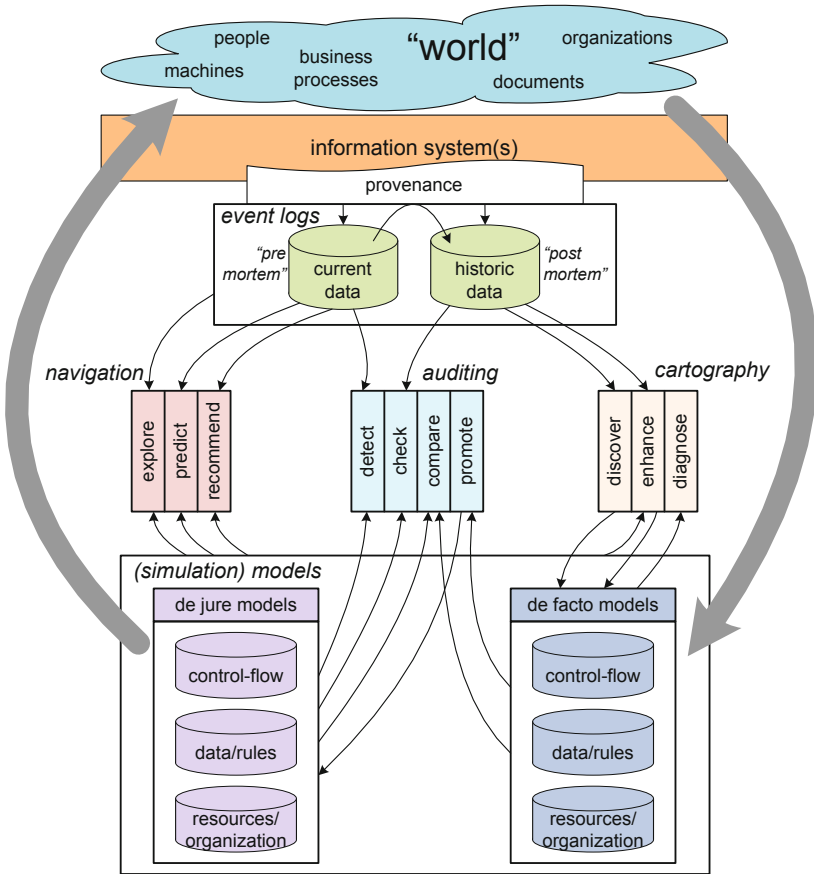 people
“world”
organizations
machines
business
processes
documents
information system(s)
provenance
event logs
“pre
mortem”
current
data
historic
data
“post
mortem”
navigation
auditing
cartography
explore
predict
recommend
detect
check
compare
promote
discover
enhance
diagnose
(simulation) models
de jure models
de facto models
control-flow
control-flow
data/rules
data/rules
resources/
organization
resources/
organization